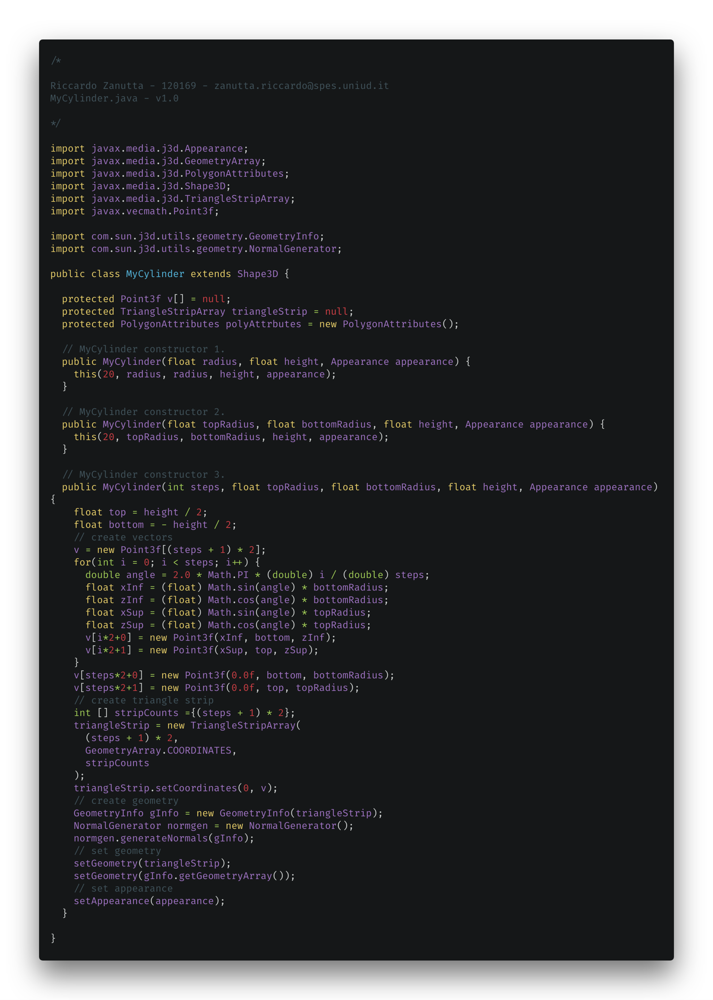 /*
Riccardo Zanutta - 120169 - zanutta.riccardo@spes.uniud.it
MyCylinder.java - v1.0
*/
import javax.media.j3d.Appearance;
import javax.media.j3d.GeometryArray;
import javax.media.j3d.PolygonAttributes;
import javax.media.j3d.Shape3D;
import javax.media.j3d.TriangleStripArray;
import javax.vecmath.Point3f;
import com.sun.j3d.utils.geometry.GeometryInfo;
import com.sun.j3d.utils.geometry.NormalGenerator;
public class MyCylinder extends Shape3D {
  protected Point3f v[] = null;
  protected TriangleStripArray triangleStrip = null;
  protected PolygonAttributes polyAttrbutes = new PolygonAttributes();
  // MyCylinder constructor 1.
  public MyCylinder(float radius, float height, Appearance appearance) {
    this(20, radius, radius, height, appearance);
  }
  // MyCylinder constructor 2.
  public MyCylinder(float topRadius, float bottomRadius, float height, Appearance appearance) {
    this(20, topRadius, bottomRadius, height, appearance);
  }
  // MyCylinder constructor 3.
  public MyCylinder(int steps, float topRadius, float bottomRadius, float height, Appearance appearance)
{
    float top = height / 2;
    float bottom = - height / 2;
    // create vectors
    v = new Point3f[(steps + 1) * 2];
    for(int i = 0; i < steps; i++) {
      double angle = 2.0 * Math.PI * (double) i / (double) steps;
      float xInf = (float) Math.sin(angle) * bottomRadius;
      float zInf = (float) Math.cos(angle) * bottomRadius;
      float xSup = (float) Math.sin(angle) * topRadius;
      float zSup = (float) Math.cos(angle) * topRadius;
      v[i*2+0] = new Point3f(xInf, bottom, zInf);
      v[i*2+1] = new Point3f(xSup, top, zSup);
    }
    v[steps*2+0] = new Point3f(0.0f, bottom, bottomRadius);
    v[steps*2+1] = new Point3f(0.0f, top, topRadius);
    // create triangle strip
    int [] stripCounts ={(steps + 1) * 2};
    triangleStrip = new TriangleStripArray(
      (steps + 1) * 2,
      GeometryArray.COORDINATES,
      stripCounts
    );
    triangleStrip.setCoordinates(0, v);
    // create geometry
    GeometryInfo gInfo = new GeometryInfo(triangleStrip);
    NormalGenerator normgen = new NormalGenerator();
    normgen.generateNormals(gInfo);
    // set geometry
    setGeometry(triangleStrip);
    setGeometry(gInfo.getGeometryArray());
    // set appearance
    setAppearance(appearance);
  }
}